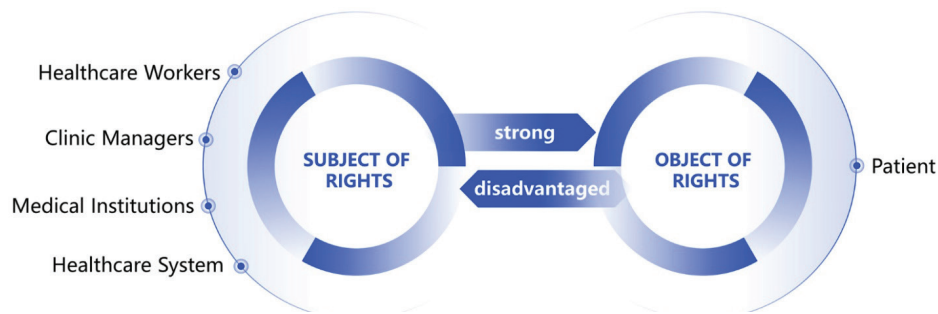 Healthcare Workers
Clinic Managers
Medical Institutions
Healthcare System
SUBJECT OF
RIGHTS
strong
disadvantaged
OBJECT OF
RIGHTS
Patient